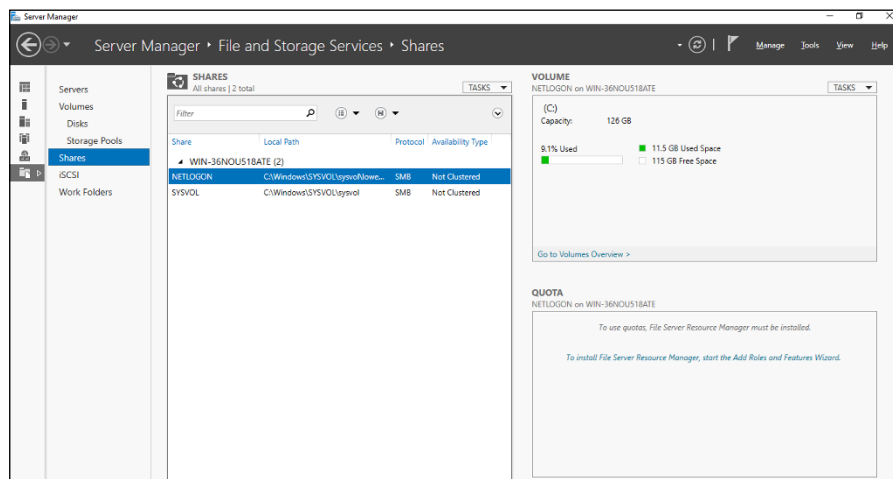 Server Manager
Server Manager • File and Storage Services • Shares
Manage Tools View Help
Servers
Volumes
Disks
Storage Pools
Shares
iSCSI
Work Folders
SHARES
All shares | 2 total
TASKS
Filter
Share Local Path Protocol Availability Type
WIN-36NOU518ATE (2)
NETLOGON C:\Windows\SYSVOL\sysvol\lowe... SMB Not Clustered
SYSVOL C:\Windows\SYSVOL\sysvol SMB Not Clustered
VOLUME
NETLOGON on WIN-36NOU518ATE
TASKS
(C:)
Capacity: 126 GB
9.1% Used
11.5 GB Used Space
115 GB Free Space
Go to Volumes Overview >
QUOTA
NETLOGON on WIN-36NOU518ATE
To use quotas, File Server Resource Manager must be installed.
To install File Server Resource Manager, start the Add Roles and Features Wizard.